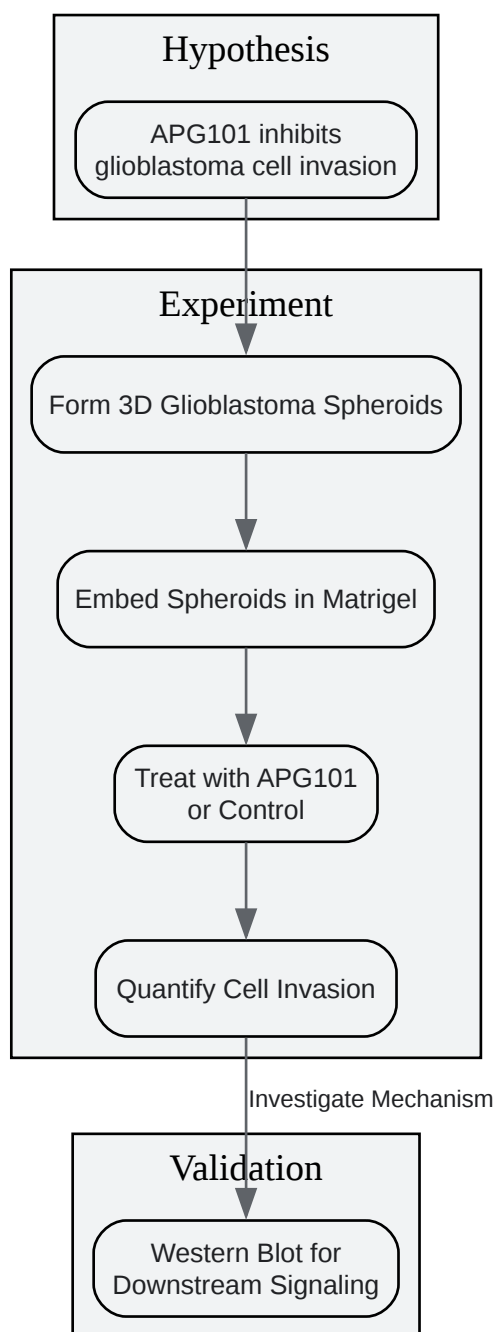 Hypothesis
APG101 inhibits
glioblastoma cell invasion
Experiment
Form 3D Glioblastoma Spheroids
Embed Spheroids in Matrigel
Treat with APG101
or Control
Quantify Cell Invasion
Investigate Mechanism
Validation
Western Blot for
Downstream Signaling